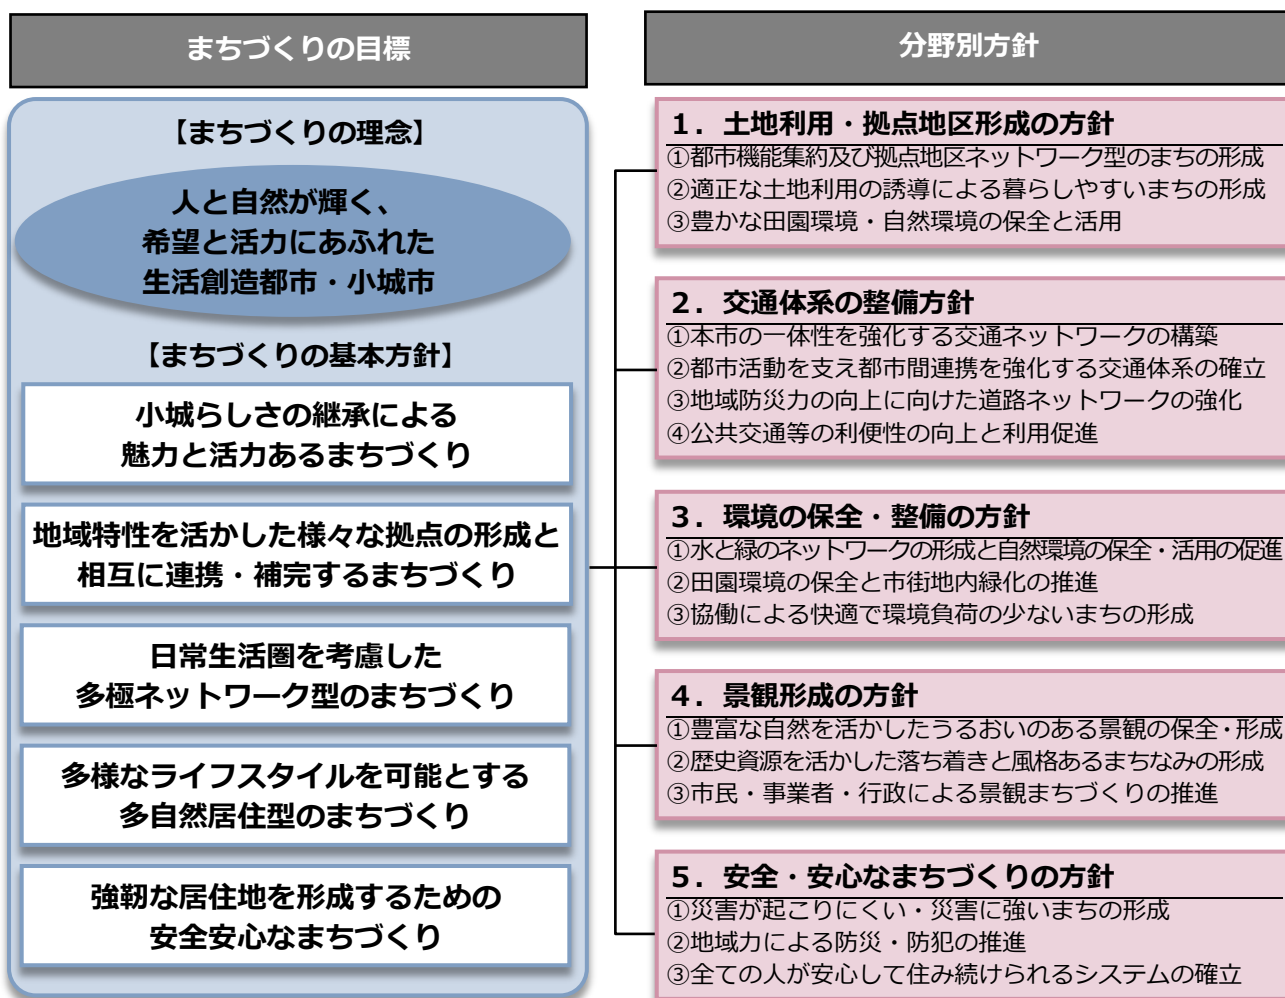 まちづくりの目標
【まちづくりの理念】
人と自然が輝く、
希望と活力にあふれた
生活創造都市・小城市
【まちづくりの基本方針】
小城らしさの継承による
魅力と活力あるまちづくり
地域特性を活かした様々な拠点の形成と
相互に連携・補完するまちづくり
日常生活圏を考慮した
多極ネットワーク型のまちづくり
多様なライフスタイルを可能とする
多自然居住型のまちづくり
強靭な居住地を形成するための
安全安心なまちづくり
分野別方針
1．土地利用・拠点地区形成の方針
①都市機能集約及び拠点地区ネットワーク型のまちの形成
②適正な土地利用の誘導による暮らしやすいまちの形成
③豊かな田園環境・自然環境の保全と活用
2．交通体系の整備方針
①本市の一体性を強化する交通ネットワークの構築
②都市活動を支え都市間連携を強化する交通体系の確立
③地域防災力の向上に向けた道路ネットワークの強化
④公共交通等の利便性の向上と利用促進
3．環境の保全・整備の方針
①水と緑のネットワークの形成と自然環境の保全・活用の促進
②田園環境の保全と市街地内緑化の推進
③協働による快適で環境負荷の少ないまちの形成
4．景観形成の方針
①豊富な自然を活かしたうるおいのある景観の保全・形成
②歴史資源を活かした落ち着きと風格あるまちなみの形成
③市民・事業者・行政による景観まちづくりの推進
5．安全・安心なまちづくりの方針
①災害が起こりにくい・災害に強いまちの形成
②地域力による防災・防犯の推進
③全ての人が安心して住み続けられるシステムの確立